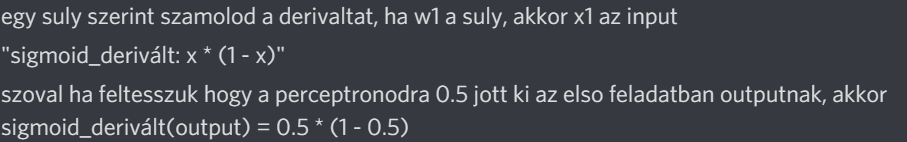 egy suly szerint szamolod a derivaltat, ha w1 a suly, akkor x1 az input
"sigmoid_derivált: x * (1 - x)"
szoval ha feltesszuk hogy a perceptronodra 0.5 jott ki az elso feladatban outputnak, akkor
sigmoid_derivált(output) = 0.5 * (1 - 0.5)